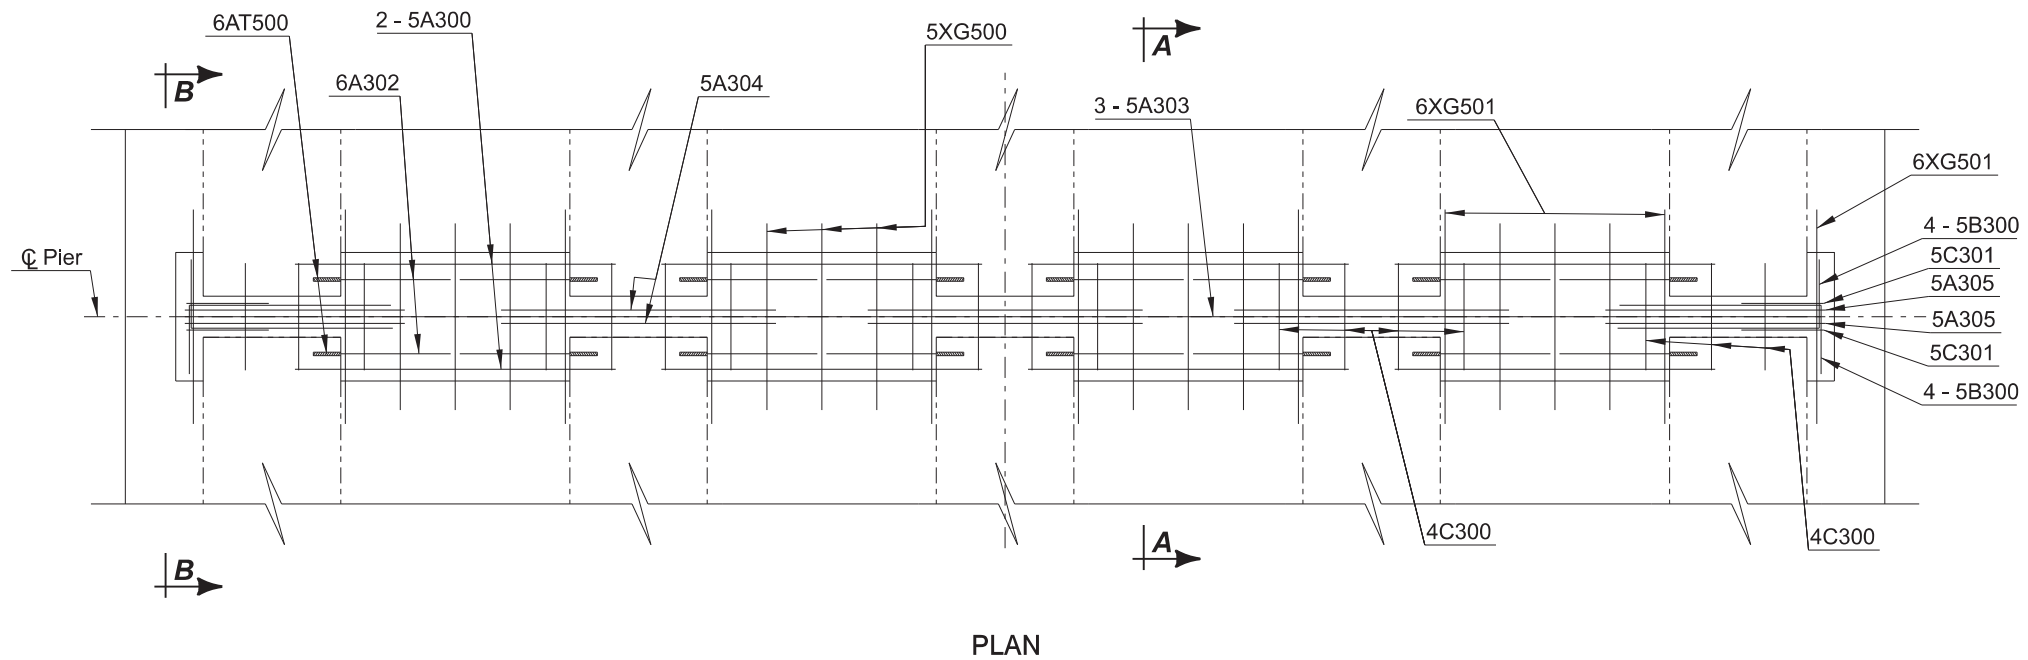 6AT500
2 - 5A300
5XG500
A
B
6A302
5A304
3 - 5A303
6XG501
6XG501
4 - 5B300
5C301
5A305
5A305
5C301
4 - 5B300
℄ Pier
4C300
4C300
A
B
PLAN